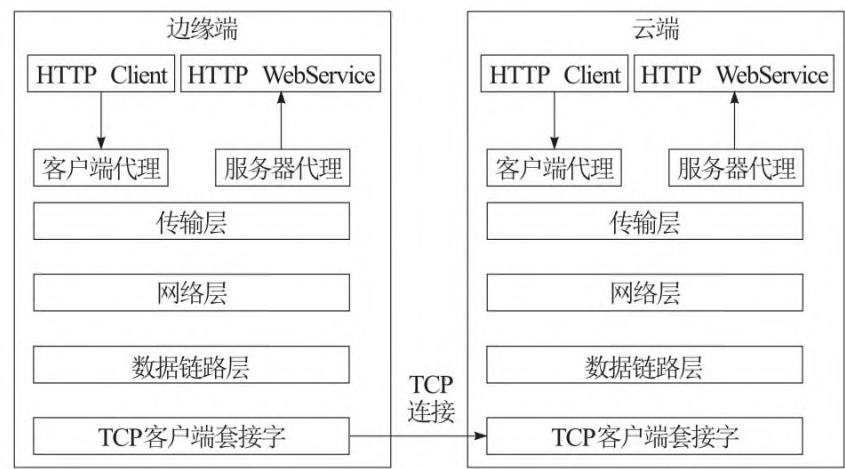 边缘端
HTTP Client
HTTP WebService
客户端代理
服务器代理
传输层
网络层
数据链路层
TCP客户端套接字
TCP
连接
云端
HTTP Client
HTTP WebService
客户端代理
服务器代理
传输层
网络层
数据链路层
TCP客户端套接字